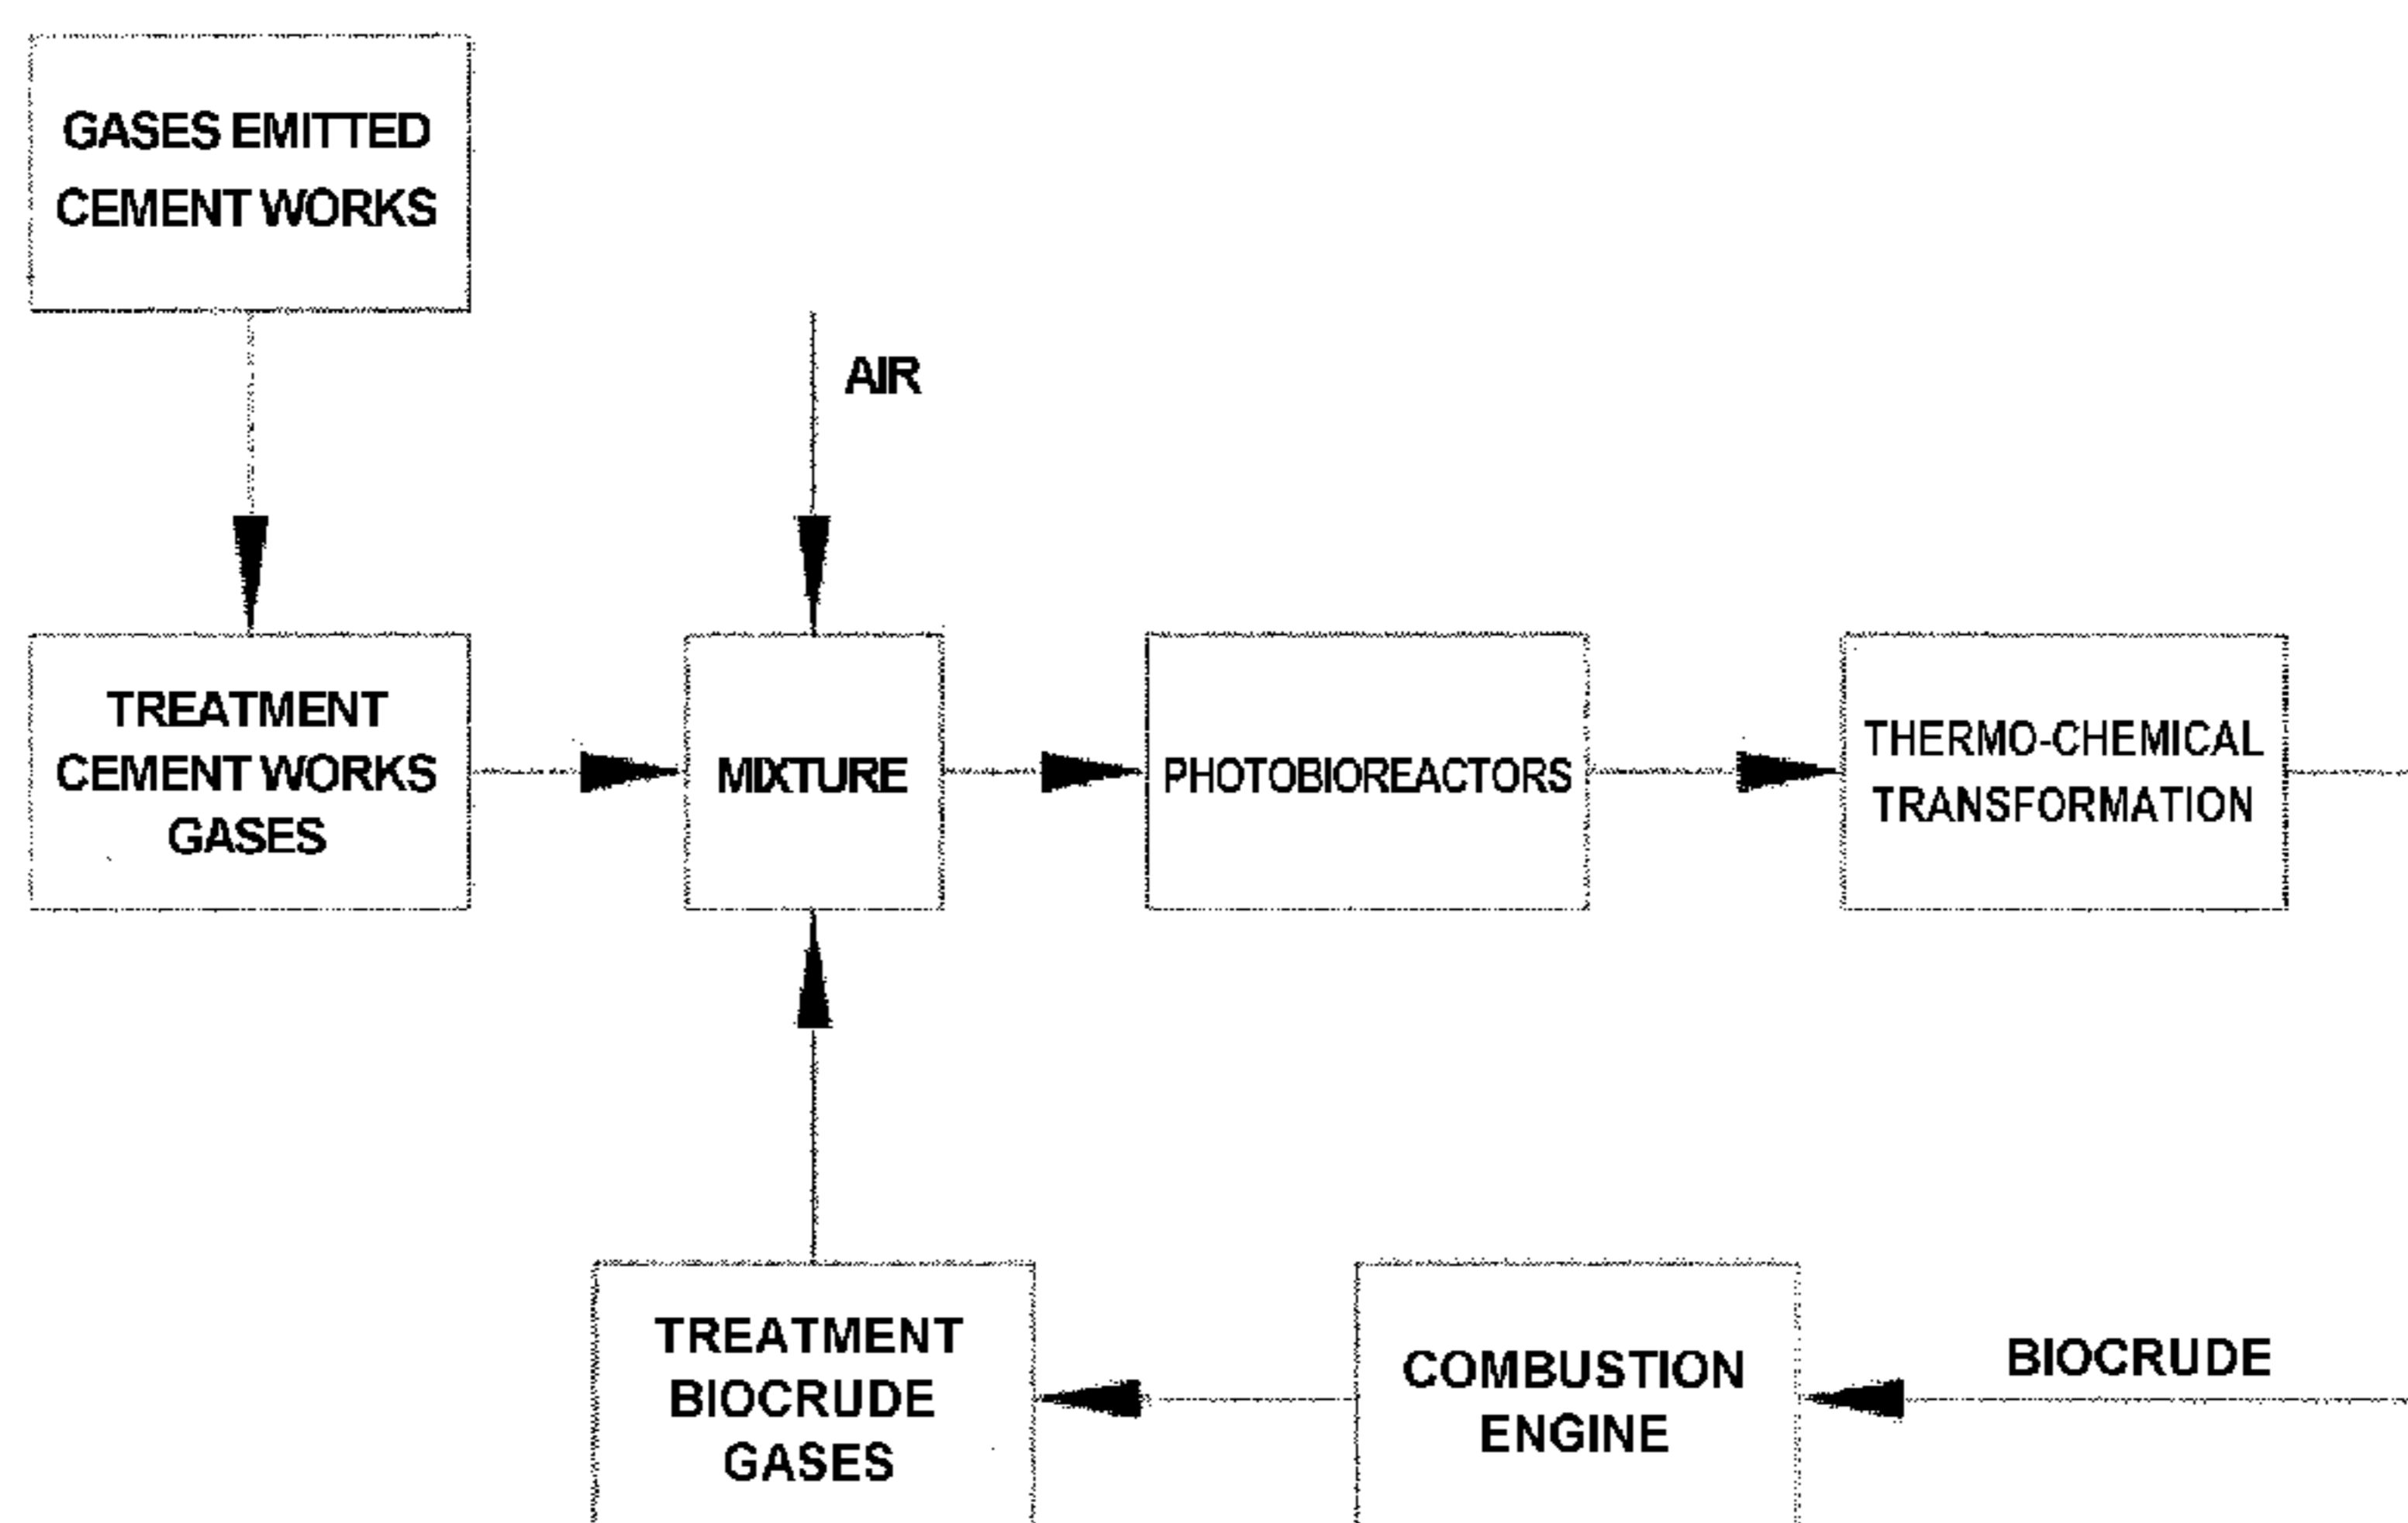 GASES EMITTED
CEMENT WORKS
AIR
TREATMENT
CEMENT WORKS
GASES
MIXTURE
PHOTOBIOREACTORS
THERMO-CHEMICAL
TRANSFORMATION
TREATMENT
BIOCRUDE
GASES
COMBUSTION
ENGINE
BIOCRUDE